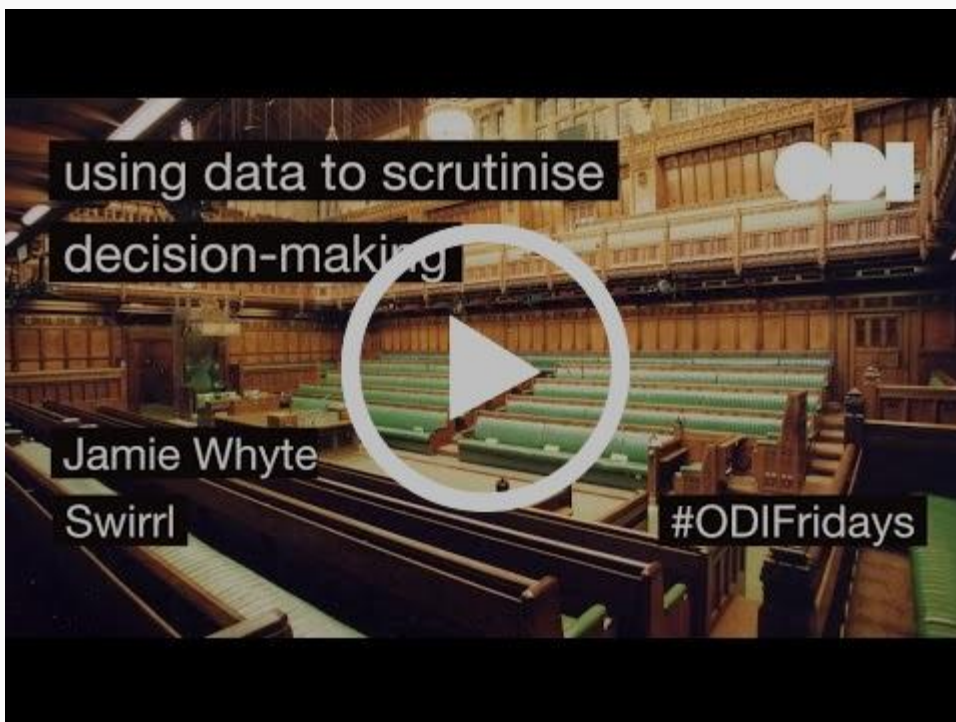 using data to scrutinise
ODI
decision-making
Jamie Whyte
Swirrl
#ODIFridays